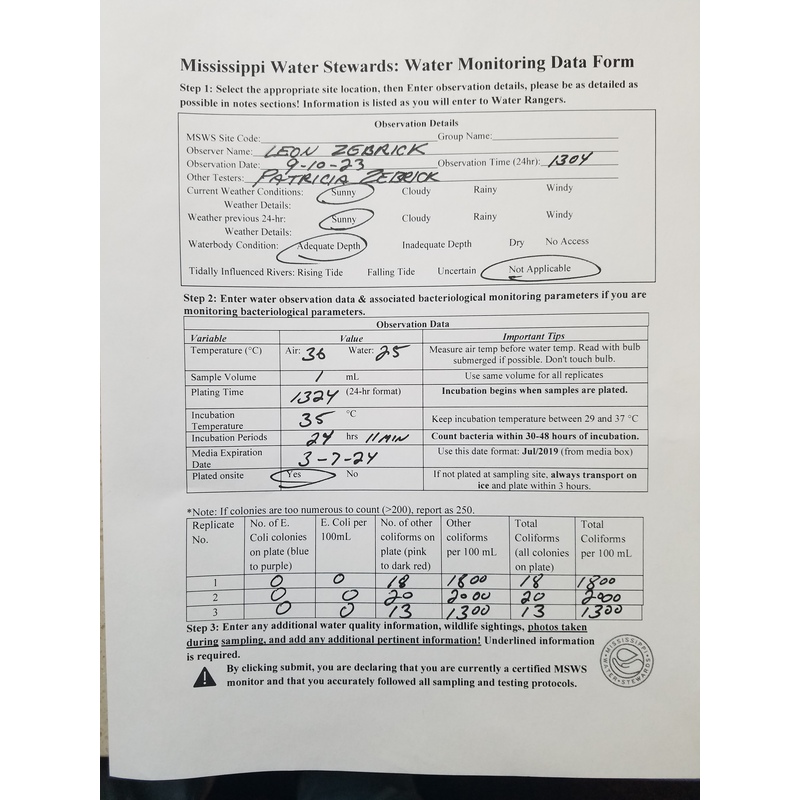 Mississippi Water Stewards: Water Monitoring Data Form
Step 1: Select the appropriate site location, then Enter observation details, please be as detailed as
possible in notes sections! Information is listed as you will enter to Water Rangers.
Observation Details
MSWS Site Code: Group Name:
Observer Name: LEON ZEBRICK
Observation Date: 9-10-23 Observation Time (24hr): 1304
Other Testers: PATRICIA ZEBRICK
Current Weather Conditions: Sunny Cloudy Rainy Windy
Weather Details:
Weather previous 24-hr: Sunny Cloudy Rainy Windy
Weather Details:
Waterbody Condition: Adequate Depth Inadequate Depth Dry No Access
Tidally Influenced Rivers: Rising Tide Falling Tide Uncertain Not Applicable
Step 2: Enter water observation data & associated bacteriological monitoring parameters if you are
monitoring bacteriological parameters.
Observation Data
Variable Value Important Tips
Temperature (°C) Air: 36 Water: 25 Measure air temp before water temp. Read with bulb
submerged if possible. Don't touch bulb.
Sample Volume 1 mL Use same volume for all replicates
Plating Time 1324 (24-hr format) Incubation begins when samples are plated.
Incubation
Temperature 35 °C Keep incubation temperature between 29 and 37 °C
Incubation Periods 24 hrs 11 MIN Count bacteria within 30-48 hours of incubation.
Media Expiration
Date 3-7-24 Use this date format: Jul/2019 (from media box)
Plated onsite Yes No If not plated at sampling site, always transport on
ice and plate within 3 hours.
*Note: If colonies are too numerous to count (>200), report as 250.
Replicate No. of E. E. Coli per No. of other Other Total Total
No. Coli colonies 100mL coliforms on coliforms Coliforms Coliforms
on plate (blue plate (pink per 100 mL (all colonies per 100 mL
to purple) to dark red) on plate)
1 0 0 18 1800 18 1800
2 0 0 20 2000 20 2000
3 0 0 13 1300 13 1300
Step 3: Enter any additional water quality information, wildlife sightings, photos taken
during sampling, and add any additional pertinent information! Underlined information
is required.
By clicking submit, you are declaring that you are currently a certified MSWS
monitor and that you accurately followed all sampling and testing protocols.
MISSISSIPPI
WATER STEWARDS